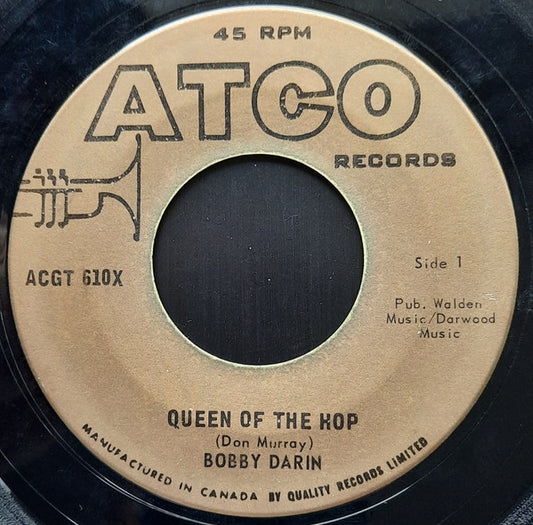 45 RPM
ATCO
RECORDS
ACGT 610X
Side 1
Pub. Walden
Music/Darwood
Music
QUEEN OF THE HOP
(Don Murray)
BOBBY DARIN
MANUFACTURED IN CANADA BY QUALITY RECORDS LIMITED